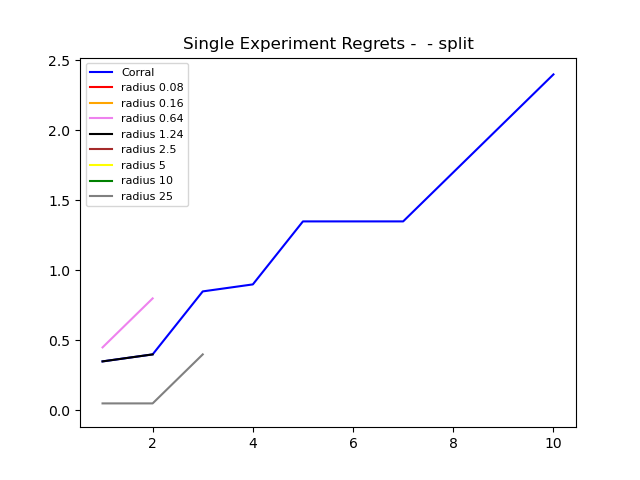 Single Experiment Regrets -  - split
2.5
2.0
1.5
1.0
0.5
0.0
Corral
radius 0.08
radius 0.16
radius 0.64
radius 1.24
radius 2.5
radius 5
radius 10
radius 25
2 4 6 8 10